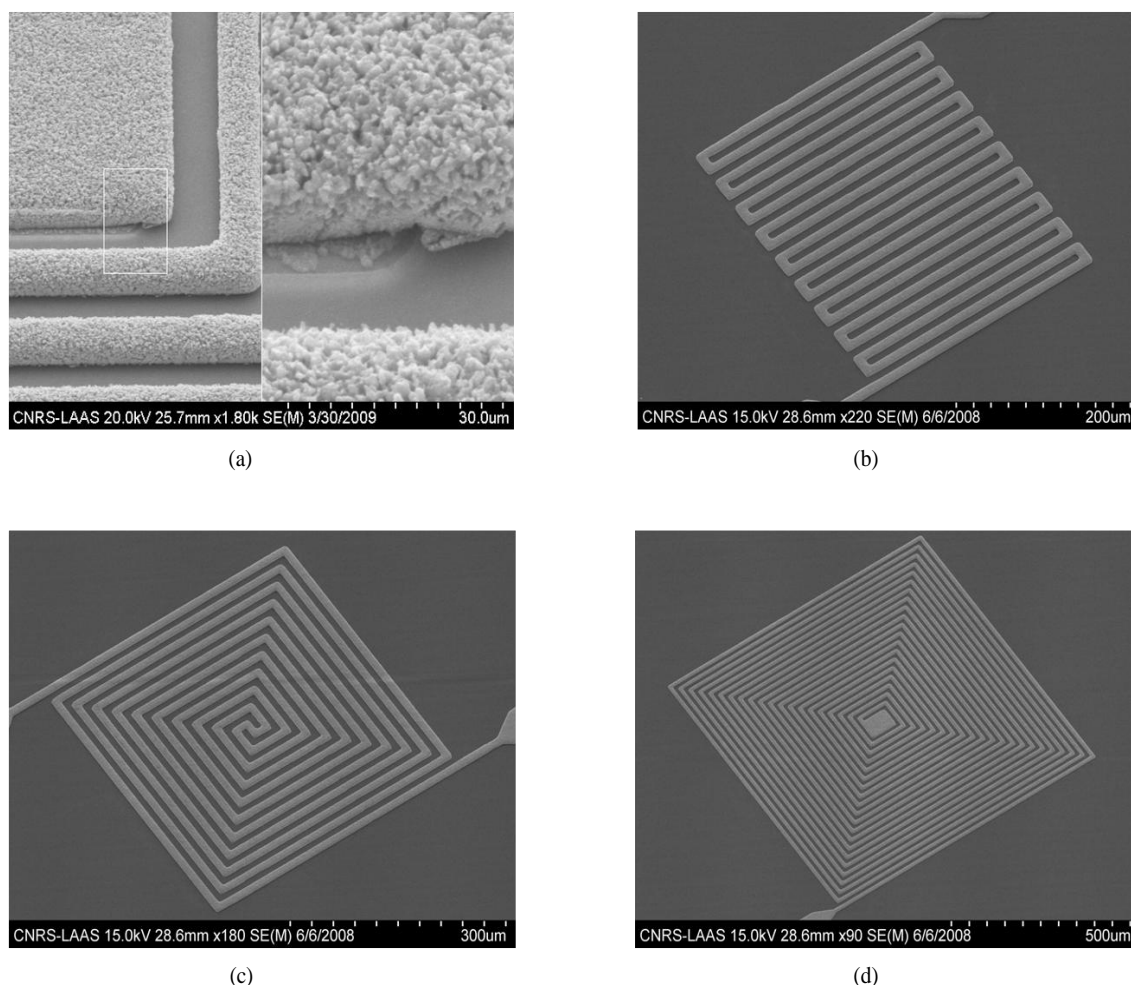 CNRS-LAAS 20.0kV 25.7mm x1.80k SE(M) 3/30/2009 30.0um
CNRS-LAAS 15.0kV 28.6mm x220 SE(M) 6/6/2008 200um
(a)
(b)
CNRS-LAAS 15.0kV 28.6mm x180 SE(M) 6/6/2008 300um
CNRS-LAAS 15.0kV 28.6mm x90 SE(M) 6/6/2008 500um
(c)
(d)